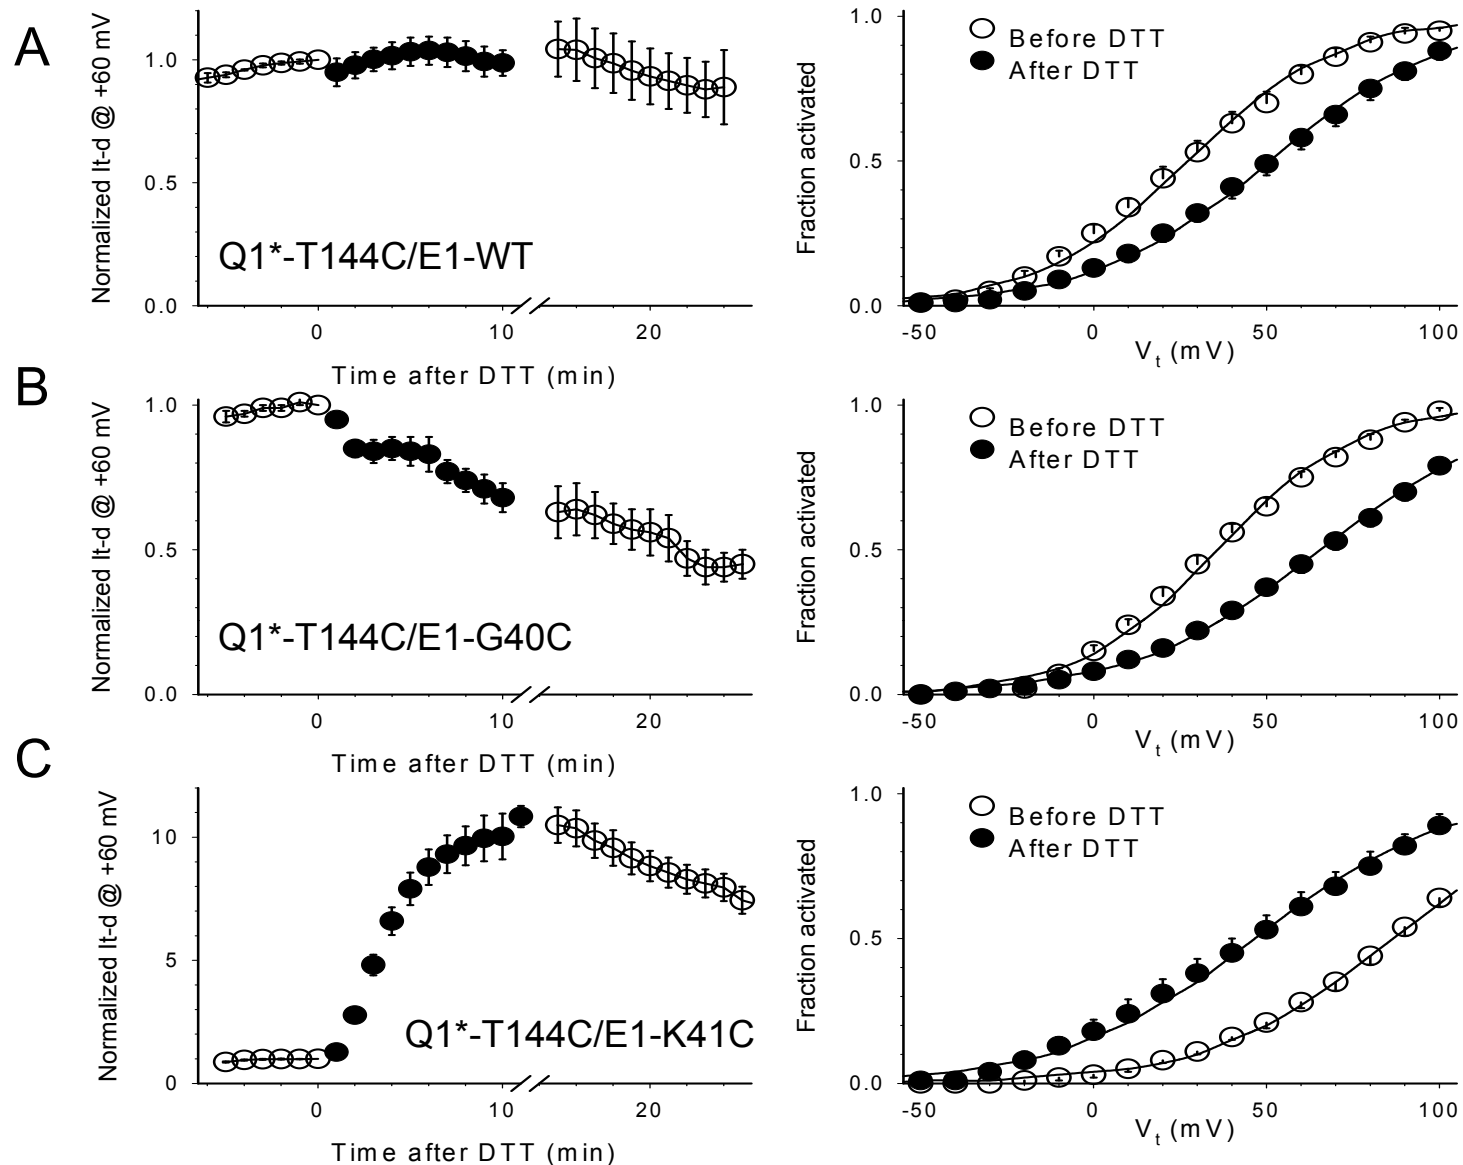 A
Normalized It-d @ +60 mV
1.0
0.5
0.0
Q1*-T144C/E1-WT
0
10
20
Time after DTT (min)
Fraction activated
1.0
0.5
0.0
Before DTT
After DTT
-50
0
50
100
Vt (mV)
B
Normalized It-d @ +60 mV
1.0
0.5
0.0
Q1*-T144C/E1-G40C
0
10
20
Time after DTT (min)
Fraction activated
1.0
0.5
0.0
Before DTT
After DTT
-50
0
50
100
Vt (mV)
C
Normalized It-d @ +60 mV
10
5
0
Q1*-T144C/E1-K41C
0
10
20
Time after DTT (min)
Fraction activated
1.0
0.5
0.0
Before DTT
After DTT
-50
0
50
100
Vt (mV)